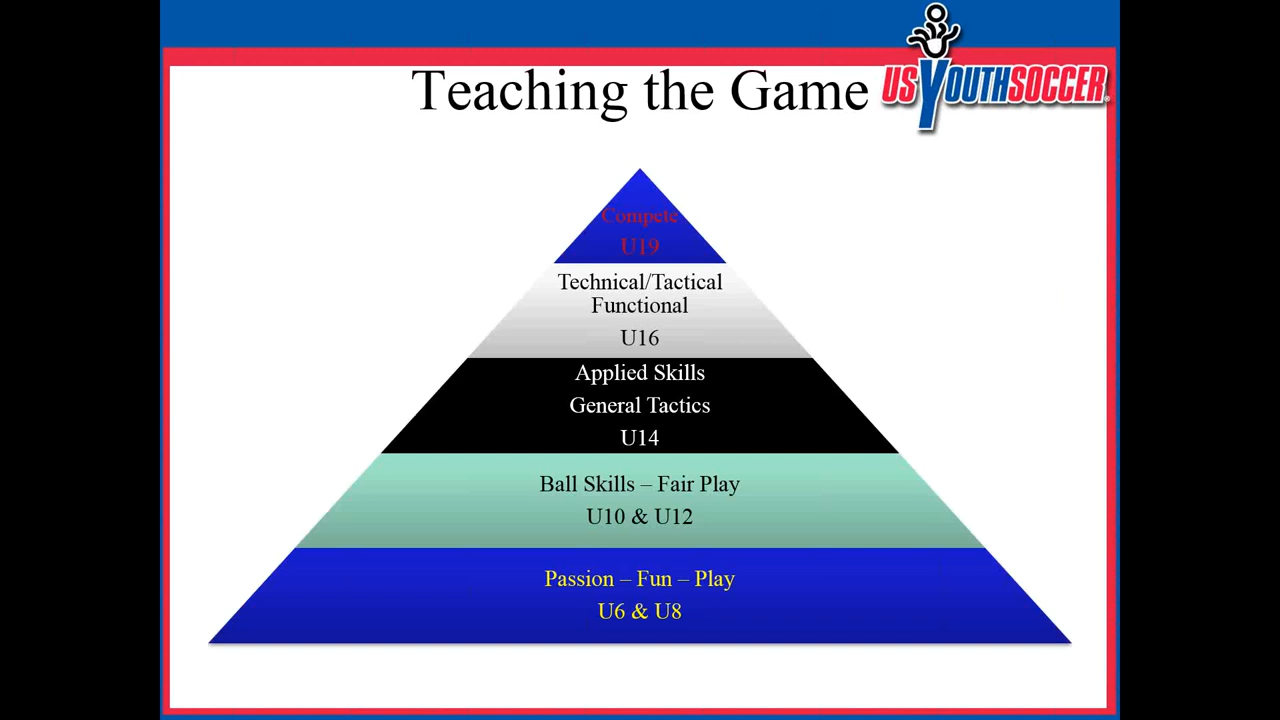 Teaching the Game
US YOUTH SOCCER
Compete
U19
Technical/Tactical
Functional
U16
Applied Skills
General Tactics
U14
Ball Skills – Fair Play
U10 & U12
Passion – Fun – Play
U6 & U8